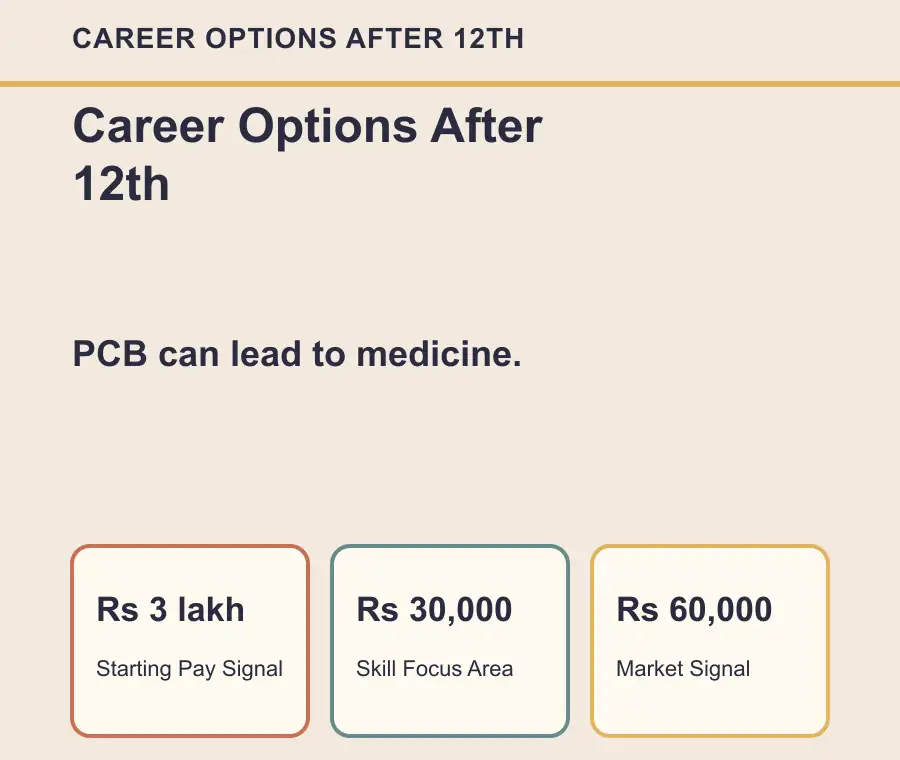 CAREER OPTIONS AFTER 12TH
Career Options After
12th
PCB can lead to medicine.
Rs 3 lakh
Starting Pay Signal
Rs 30,000
Skill Focus Area
Rs 60,000
Market Signal